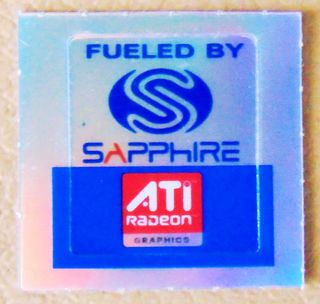 FUELED BY
SAPPHIRE
ATI
RADEON
GRAPHICS